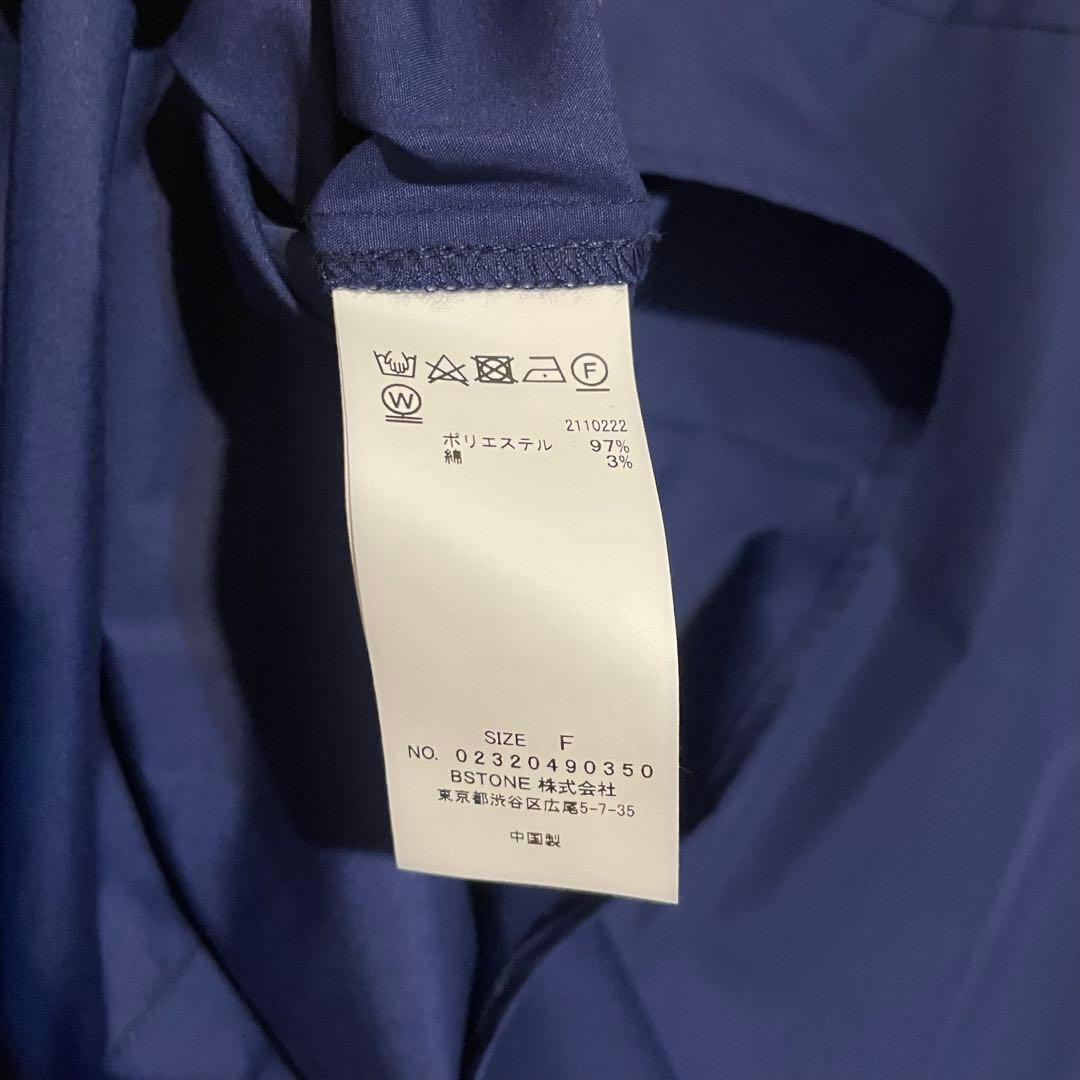 F
W
2110222
ポリエステル 97%
綿 3%
SIZE F
NO. 02320490350
BSTONE 株式会社
東京都渋谷区広尾5-7-35
中国製